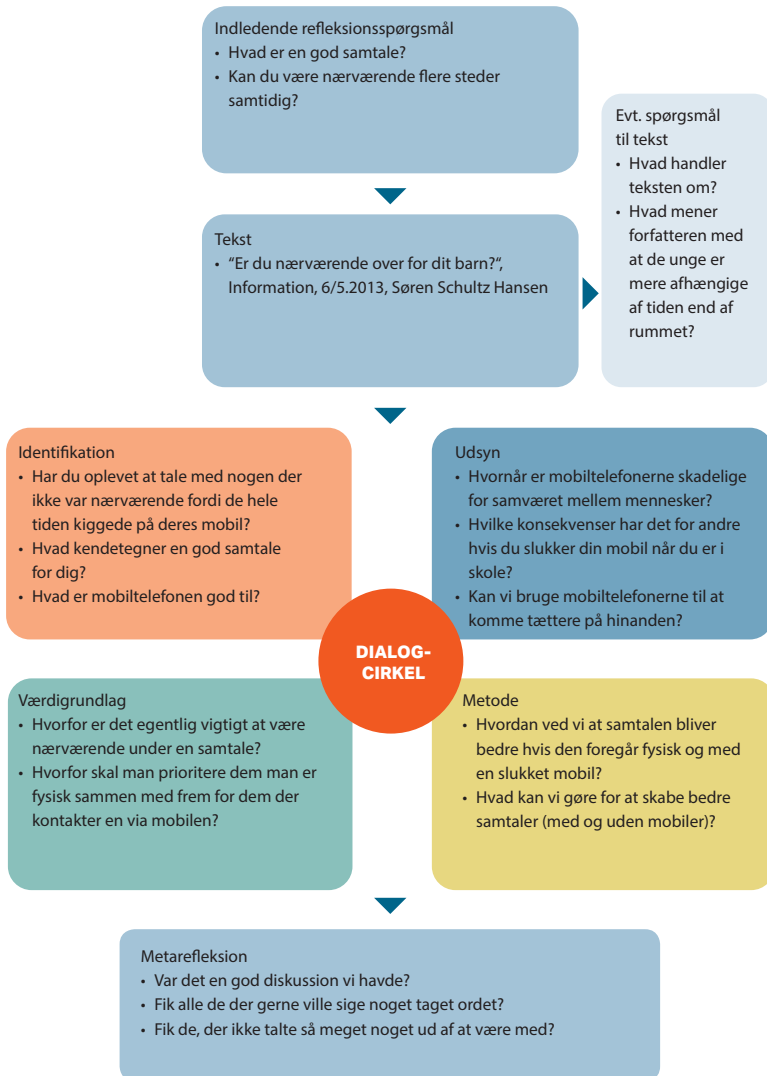 Indledende refleksionsspørgsmål
• Hvad er en god samtale?
• Kan du være nærværende flere steder
samtidig?
Tekst
• “Er du nærværende over for dit barn?“,
Information, 6/5.2013, Søren Schultz Hansen
Evt. spørgsmål
til tekst
• Hvad handler
teksten om?
• Hvad mener
forfatteren med
at de unge er
mere afhængige
af tiden end af
rummet?
Identifikation
• Har du oplevet at tale med nogen der
ikke var nærværende fordi de hele
tiden kiggede på deres mobil?
• Hvad kendetegner en god samtale
for dig?
• Hvad er mobiltelefonen god til?
Udsyn
• Hvornår er mobiltelefonerne skadelige
for samværet mellem mennesker?
• Hvilke konsekvenser har det for andre
hvis du slukker din mobil når du er i
skole?
• Kan vi bruge mobiltelefonerne til at
komme tættere på hinanden?
DIALOG-
CIRKEL
Værdigrundlag
• Hvorfor er det egentlig vigtigt at være
nærværende under en samtale?
• Hvorfor skal man prioritere dem man er
fysisk sammen med frem for dem der
kontakter en via mobilen?
Metode
• Hvordan ved vi at samtalen bliver
bedre hvis den foregår fysisk og med
en slukket mobil?
• Hvad kan vi gøre for at skabe bedre
samtaler (med og uden mobiler)?
Metarefleksion
• Var det en god diskussion vi havde?
• Fik alle de der gerne ville sige noget taget ordet?
• Fik de, der ikke talte så meget noget ud af at være med?